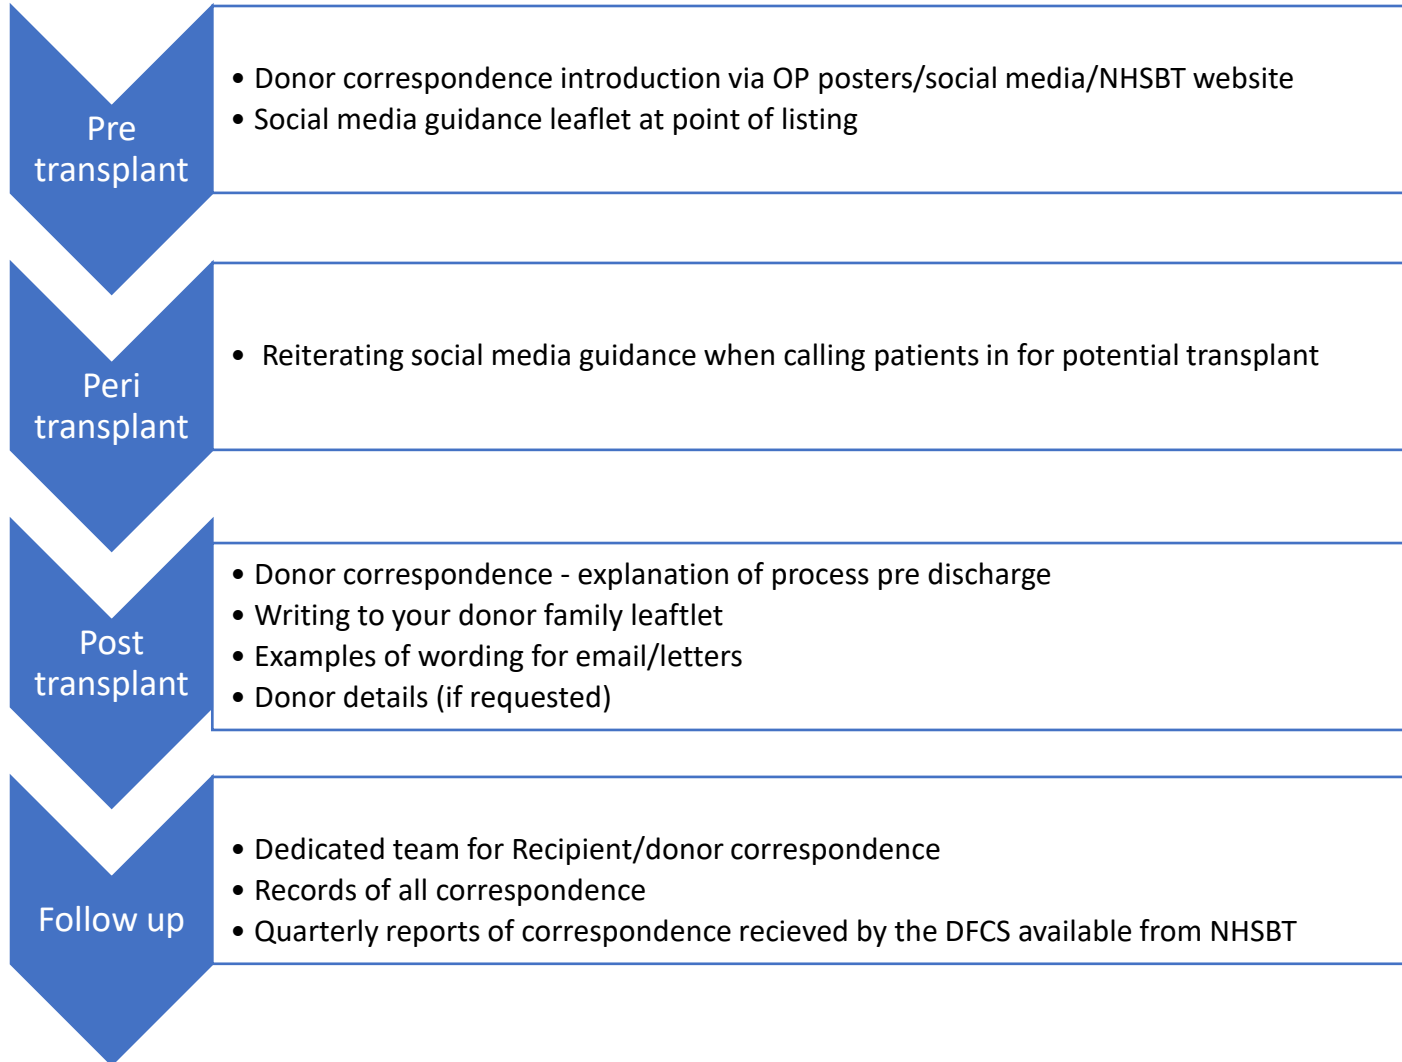 Pre
transplant
• Donor correspondence introduction via OP posters/social media/NHSBT website
• Social media guidance leaflet at point of listing
Peri
transplant
• Reiterating social media guidance when calling patients in for potential transplant
Post
transplant
• Donor correspondence - explanation of process pre discharge
• Writing to your donor family leaftlet
• Examples of wording for email/letters
• Donor details (if requested)
Follow up
• Dedicated team for Recipient/donor correspondence
• Records of all correspondence
• Quarterly reports of correspondence recieved by the DFCS available from NHSBT